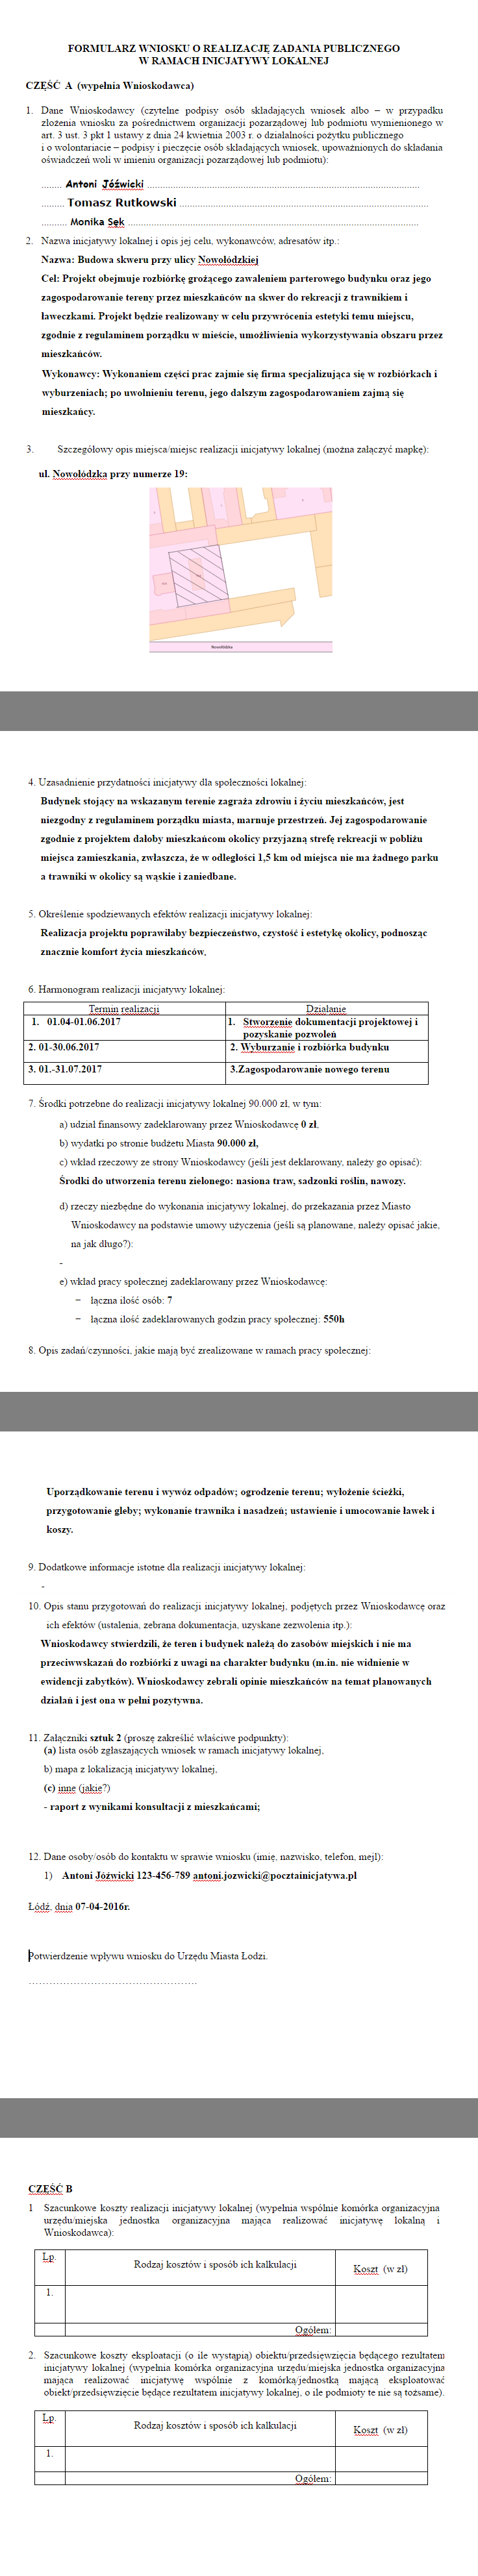 FORMULARZ WNIOSKU O REALIZACJĘ ZADANIA PUBLICZNEGO
W RAMACH INICJATYWY LOKALNEJ
CZĘŚĆ A (wypełnia Wnioskodawca)
1. Dane Wnioskodawcy (czytelne podpisy osób składających wniosek albo – w przypadku
złożenia wniosku za pośrednictwem organizacji pozarządowej lub podmiotu wymienionego w
art. 3 ust. 3 pkt 1 ustawy z dnia 24 kwietnia 2003 r. o działalności pożytku publicznego
i o wolontariacie – podpisy i pieczęcie osób składających wniosek, upoważnionych do składania
oświadczeń woli w imieniu organizacji pozarządowej lub podmiotu):
........ Antoni Jóźwicki ........
........ Tomasz Rutkowski ........
........ Monika Sęk ........
2. Nazwa inicjatywy lokalnej i opis jej celu, wykonawców, adresatów itp.:
Nazwa: Budowa skweru przy ulicy Nowołódzkiej
Cel: Projekt obejmuje rozbiórkę grożącego zawaleniem parterowego budynku oraz jego
zagospodarowanie tereny przez mieszkańców na skwer do rekreacji z trawnikiem i
ławeczkami. Projekt będzie realizowany w celu przywrócenia estetyki temu miejscu,
zgodnie z regulaminem porządku w mieście, umożliwienia wykorzystywania obszaru przez
mieszkańców.
Wykonawcy: Wykonaniem części prac zajmie się firma specjalizująca się w rozbiórkach i
wyburzeniach; po uwolnieniu terenu, jego dalszym zagospodarowaniem zajmą się
mieszkańcy.
3. Szczegółowy opis miejsca/miejsc realizacji inicjatywy lokalnej (można załączyć mapkę):
ul. Nowołódzka przy numerze 19:
Nowołódzka
4. Uzasadnienie przydatności inicjatywy dla społeczności lokalnej:
Budynek stojący na wskazanym terenie zagraża zdrowiu i życiu mieszkańców, jest
niezgodny z regulaminem porządku miasta, marnuje przestrzeń. Jej zagospodarowanie
zgodnie z projektem dałoby mieszkańcom okolicy przyjazną strefę rekreacji w pobliżu
miejsca zamieszkania, zwłaszcza, że w odległości 1,5 km od miejsca nie ma żadnego parku
a trawniki w okolicy są wąskie i zaniedbane.
5. Określenie spodziewanych efektów realizacji inicjatywy lokalnej:
Realizacja projektu poprawiłaby bezpieczeństwo, czystość i estetykę okolicy, podnosząc
znacznie komfort życia mieszkańców.
6. Harmonogram realizacji inicjatywy lokalnej:
Termin realizacji Działanie
1. 01.04-01.06.2017 1. Stworzenie dokumentacji projektowej i
pozyskanie pozwoleń
2. 01-30.06.2017 2. Wyburzanie i rozbiórka budynku
3. 01.-31.07.2017 3.Zagospodarowanie nowego terenu
7. Środki potrzebne do realizacji inicjatywy lokalnej 90.000 zł, w tym:
a) udział finansowy zadeklarowany przez Wnioskodawcę 0 zł,
b) wydatki po stronie budżetu Miasta 90.000 zł,
c) wkład rzeczowy ze strony Wnioskodawcy (jeśli jest deklarowany, należy go opisać):
Środki do utworzenia terenu zielonego: nasiona traw, sadzonki roślin, nawozy.
d) rzeczy niezbędne do wykonania inicjatywy lokalnej, do przekazania przez Miasto
Wnioskodawcy na podstawie umowy użyczenia (jeśli są planowane, należy opisać jakie,
na jak długo?):
-
e) wkład pracy społecznej zadeklarowany przez Wnioskodawcę:
− łączna ilość osób: 7
− łączna ilość zadeklarowanych godzin pracy społecznej: 550h
8. Opis zadań/czynności, jakie mają być zrealizowane w ramach pracy społecznej:
Uporządkowanie terenu i wywóz odpadów; ogrodzenie terenu; wyłożenie ścieżki,
przygotowanie gleby; wykonanie trawnika i nasadzeń; ustawienie i umocowanie ławek i
koszy.
9. Dodatkowe informacje istotne dla realizacji inicjatywy lokalnej:
-
10. Opis stanu przygotowań do realizacji inicjatywy lokalnej, podjętych przez Wnioskodawcę oraz
ich efektów (ustalenia, zebrana dokumentacja, uzyskane zezwolenia itp.):
Wnioskodawcy stwierdzili, że teren i budynek należą do zasobów miejskich i nie ma
przeciwwskazań do rozbiórki z uwagi na charakter budynku (m.in. nie widnienie w
ewidencji zabytków). Wnioskodawcy zebrali opinie mieszkańców na temat planowanych
działań i jest ona w pełni pozytywna.
11. Załączniki sztuk 2 (proszę zakreślić właściwe podpunkty):
(a) lista osób zgłaszających wniosek w ramach inicjatywy lokalnej,
b) mapa z lokalizacją inicjatywy lokalnej,
(c) inne (jakie?)
- raport z wynikami konsultacji z mieszkańcami;
12. Dane osoby/osób do kontaktu w sprawie wniosku (imię, nazwisko, telefon, mejl):
1) Antoni Jóźwicki 123-456-789 antoni.jozwicki@pocztainicjatywa.pl
Łódź, dnia 07-04-2016r.
Potwierdzenie wpływu wniosku do Urzędu Miasta Łodzi.
................................................
CZĘŚĆ B
1 Szacunkowe koszty realizacji inicjatywy lokalnej (wypełnia wspólnie komórka organizacyjna
urzędu/miejska jednostka organizacyjna mająca realizować inicjatywę lokalną i
Wnioskodawca):
Lp. Rodzaj kosztów i sposób ich kalkulacji Koszt (w zł)
1.
Ogółem:
2. Szacunkowe koszty eksploatacji (o ile wystąpią) obiektu/przedsięwzięcia będącego rezultatem
inicjatywy lokalnej (wypełnia komórka organizacyjna urzędu/miejska jednostka organizacyjna
mająca realizować inicjatywę wspólnie z komórką/jednostką mającą eksploatować
obiekt/przedsięwzięcie będące rezultatem inicjatywy lokalnej, o ile podmioty te nie są tożsame).
Lp. Rodzaj kosztów i sposób ich kalkulacji Koszt (w zł)
1.
Ogółem: